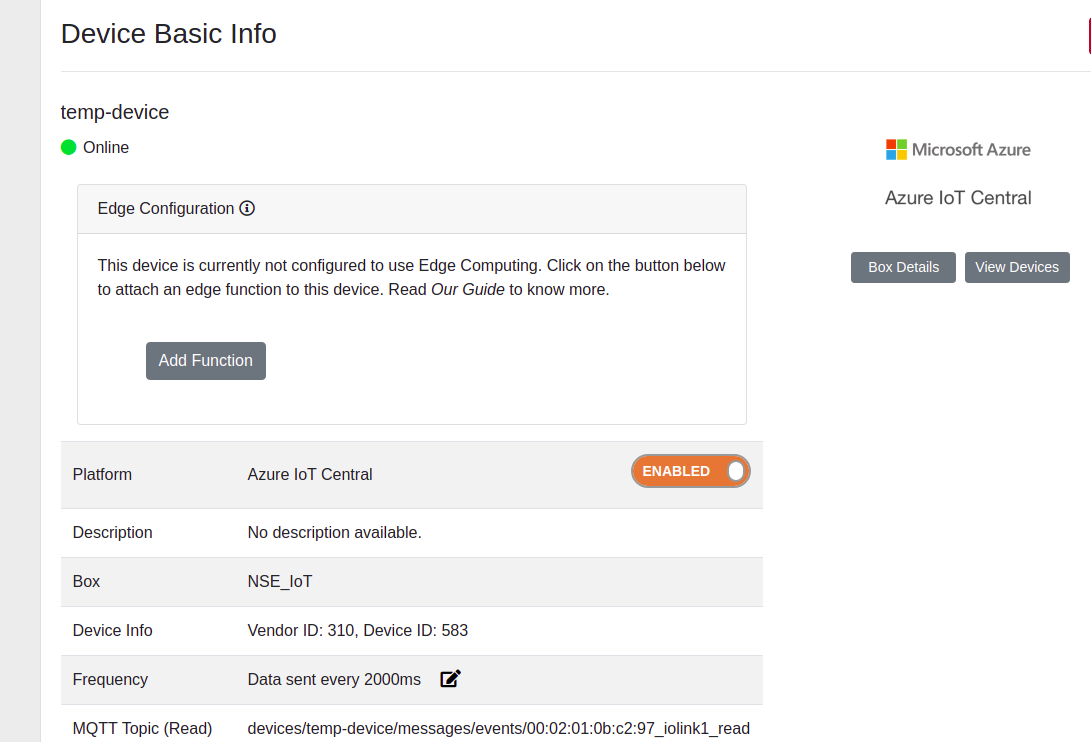 Device Basic Info
temp-device
Online
Microsoft Azure
Azure IoT Central
Box Details View Devices
Edge Configuration
This device is currently not configured to use Edge Computing. Click on the button below
to attach an edge function to this device. Read Our Guide to know more.
Add Function
Platform Azure IoT Central ENABLED
Description No description available.
Box NSE_IoT
Device Info Vendor ID: 310, Device ID: 583
Frequency Data sent every 2000ms
MQTT Topic (Read) devices/temp-device/messages/events/00:02:01:0b:c2:97_iolink1_read